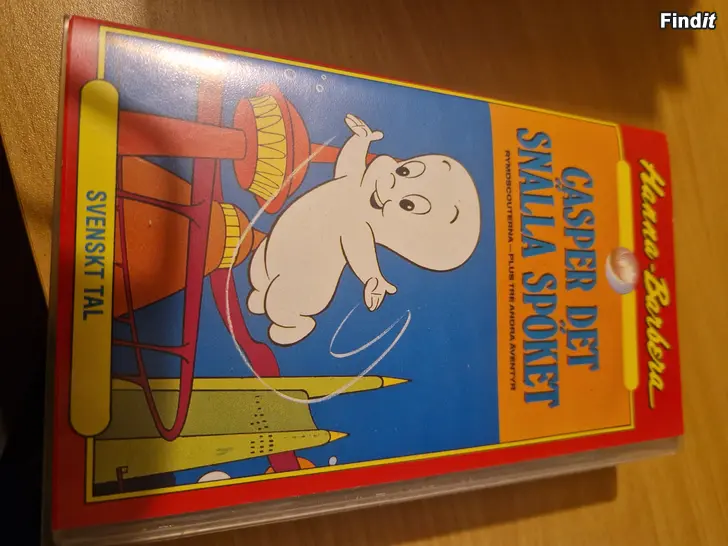 Findit
Hanna-Barbera
CASPER DET
SNÄLLA SPÖKET
RYMDSCOUTERNA – PLUS TRE ANDRA ÄVENTYR
SVENSKT TAL